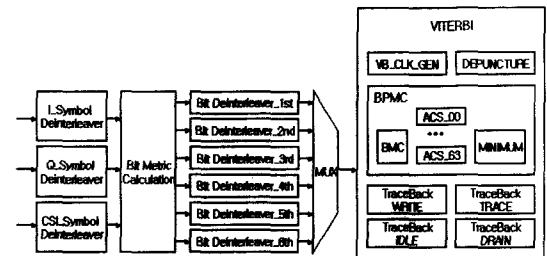 VITERBI
VB_CLK_GEN
DEPUNCTURE
BPMC
ACS_00
...
BMC
MINIMUM
ACS_63
TraceBack
WRITE
TraceBack
TRACE
TraceBack
IDLE
TraceBack
DRAIN
I_Symbol
Deinterleaver
Q_Symbol
Deinterleaver
CSI_Symbol
Deinterleaver
Bit Metric
Calculation
Bit Deinterleaver_1st
Bit Deinterleaver_2nd
Bit Deinterleaver_3rd
Bit Deinterleaver_4th
Bit Deinterleaver_5th
Bit Deinterleaver_6th
MUX